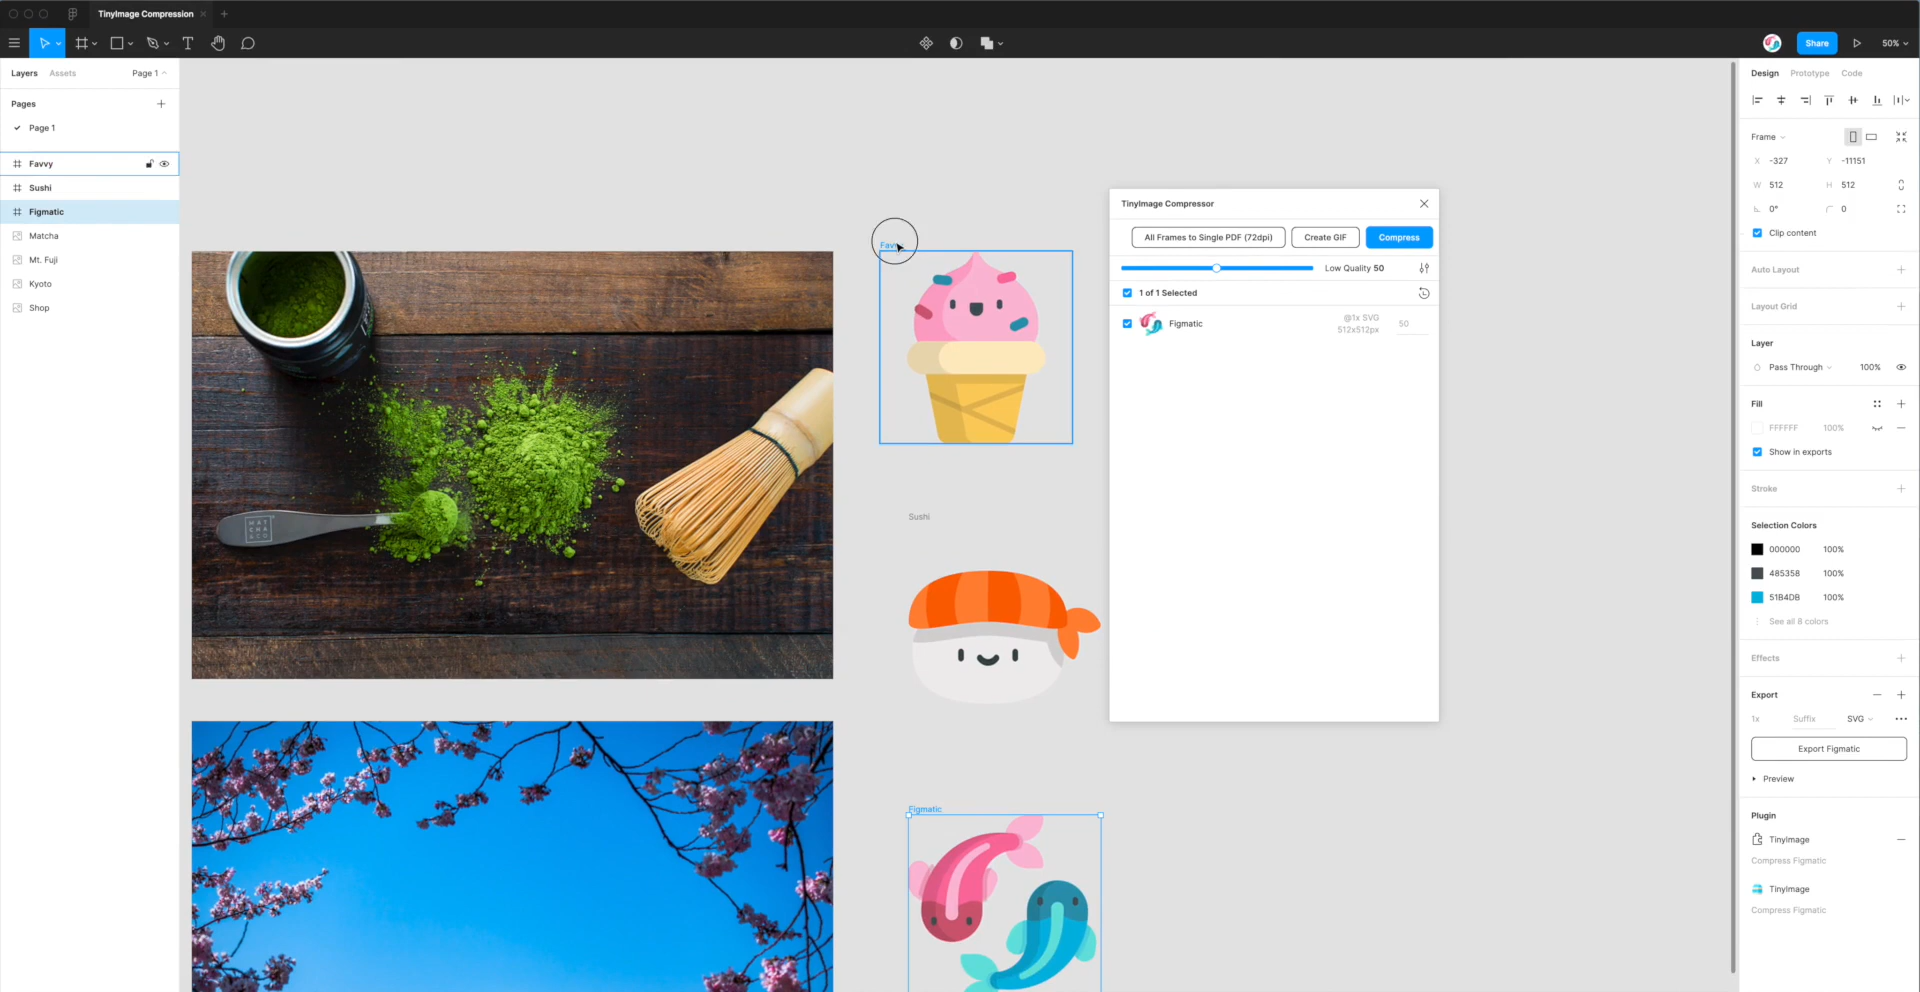 TinyImage Compression
Share
50%
Layers
Assets
Page 1
Pages
Page 1
Favvy
Sushi
Figmatic
Matcha
Mt. Fuji
Kyoto
Shop
MAT
CHA
&CO
Sushi
Figmatic
TinyImage Compressor
All Frames to Single PDF (72dpi)
Create GIF
Compress
Low Quality 50
1 of 1 Selected
Figmatic
@1x SVG
512x512px
50
Design
Prototype
Code
Frame
X -327
Y -11151
W 512
H 512
0°
0
Clip content
Auto Layout
Layout Grid
Layer
Pass Through
100%
Fill
FFFFFF 100%
Show in exports
Stroke
Selection Colors
000000 100%
485358 100%
51B4DB 100%
See all 8 colors
Effects
Export
1x
Suffix
SVG
Export Figmatic
Preview
Plugin
TinyImage
Compress Figmatic
TinyImage
Compress Figmatic